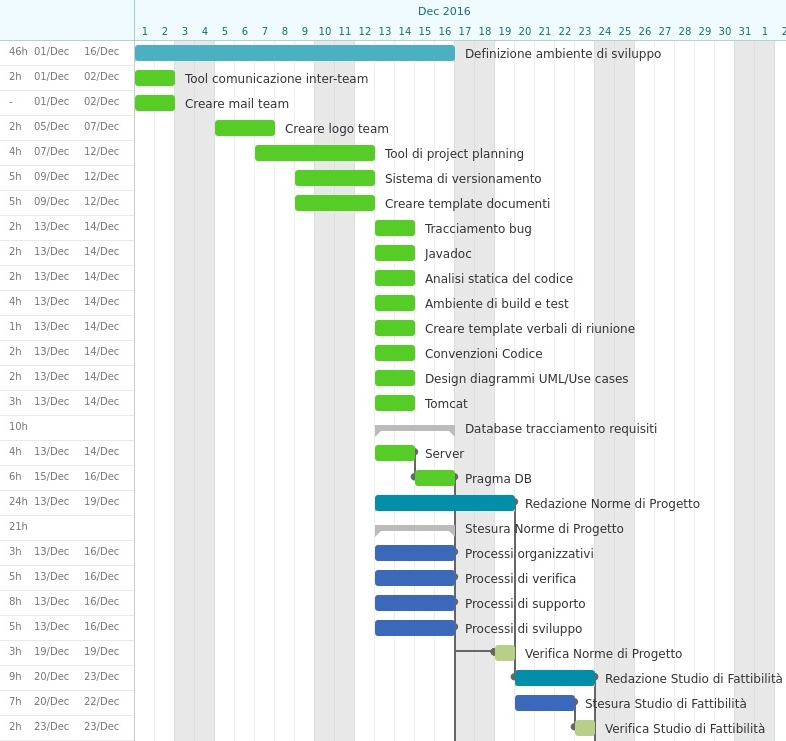 Dec 2016
1 2 3 4 5 6 7 8 9 10 11 12 13 14 15 16 17 18 19 20 21 22 23 24 25 26 27 28 29 30 31 1 2
46h 01/Dec 16/Dec Definizione ambiente di sviluppo
2h 01/Dec 02/Dec Tool comunicazione inter-team
- 01/Dec 02/Dec Creare mail team
2h 05/Dec 07/Dec Creare logo team
4h 07/Dec 12/Dec Tool di project planning
5h 09/Dec 12/Dec Sistema di versionamento
5h 09/Dec 12/Dec Creare template documenti
2h 13/Dec 14/Dec Tracciamento bug
2h 13/Dec 14/Dec Javadoc
2h 13/Dec 14/Dec Analisi statica del codice
4h 13/Dec 14/Dec Ambiente di build e test
1h 13/Dec 14/Dec Creare template verbali di riunione
2h 13/Dec 14/Dec Convenzioni Codice
2h 13/Dec 14/Dec Design diagrammi UML/Use cases
3h 13/Dec 14/Dec Tomcat
10h Database tracciamento requisiti
4h 13/Dec 14/Dec Server
6h 15/Dec 16/Dec Pragma DB
24h 13/Dec 19/Dec Redazione Norme di Progetto
21h Stesura Norme di Progetto
3h 13/Dec 16/Dec Processi organizzativi
5h 13/Dec 16/Dec Processi di verifica
8h 13/Dec 16/Dec Processi di supporto
5h 13/Dec 16/Dec Processi di sviluppo
3h 19/Dec 19/Dec Verifica Norme di Progetto
9h 20/Dec 23/Dec Redazione Studio di Fattibilità
7h 20/Dec 22/Dec Stesura Studio di Fattibilità
2h 23/Dec 23/Dec Verifica Studio di Fattibilità